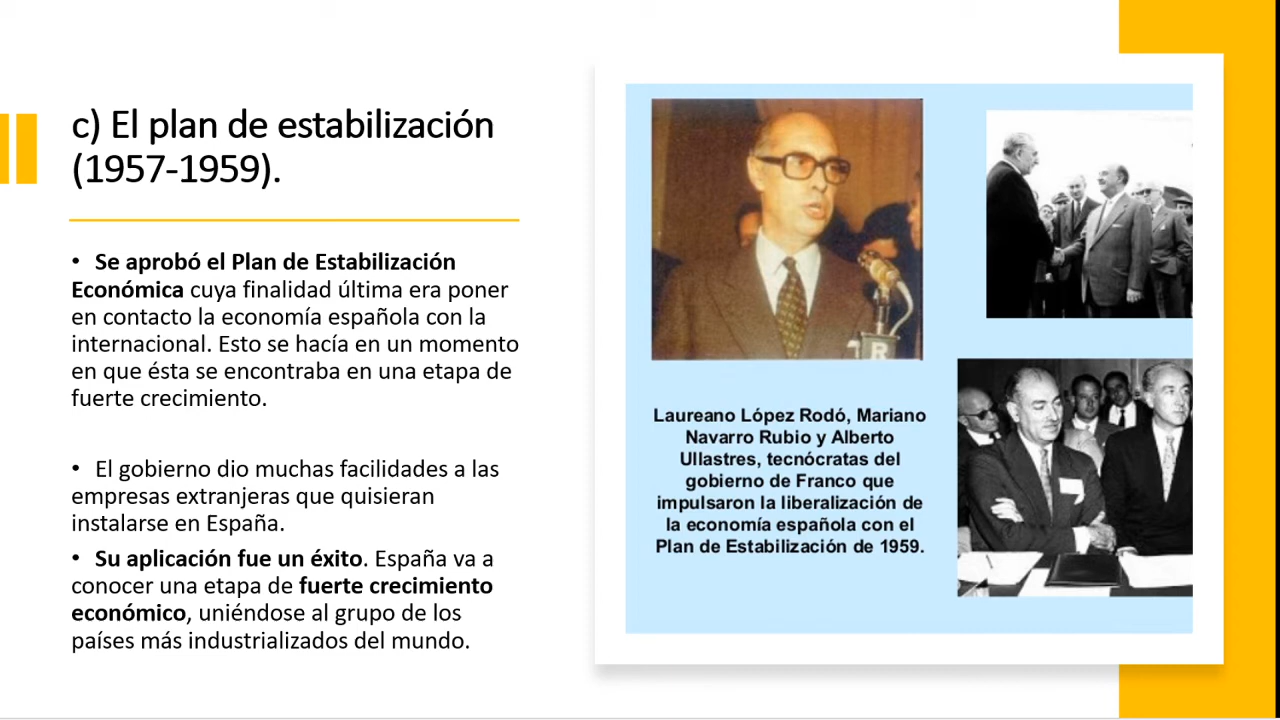 c) El plan de estabilización
(1957-1959).
• Se aprobó el Plan de Estabilización
Económica cuya finalidad última era poner
en contacto la economía española con la
internacional. Esto se hacía en un momento
en que ésta se encontraba en una etapa de
fuerte crecimiento.
• El gobierno dio muchas facilidades a las
empresas extranjeras que quisieran
instalarse en España.
• Su aplicación fue un éxito. España va a
conocer una etapa de fuerte crecimiento
económico, uniéndose al grupo de los
países más industrializados del mundo.
R
Laureano López Rodó, Mariano
Navarro Rubio y Alberto
Ullastres, tecnócratas del
gobierno de Franco que
impulsaron la liberalización de
la economía española con el
Plan de Estabilización de 1959.